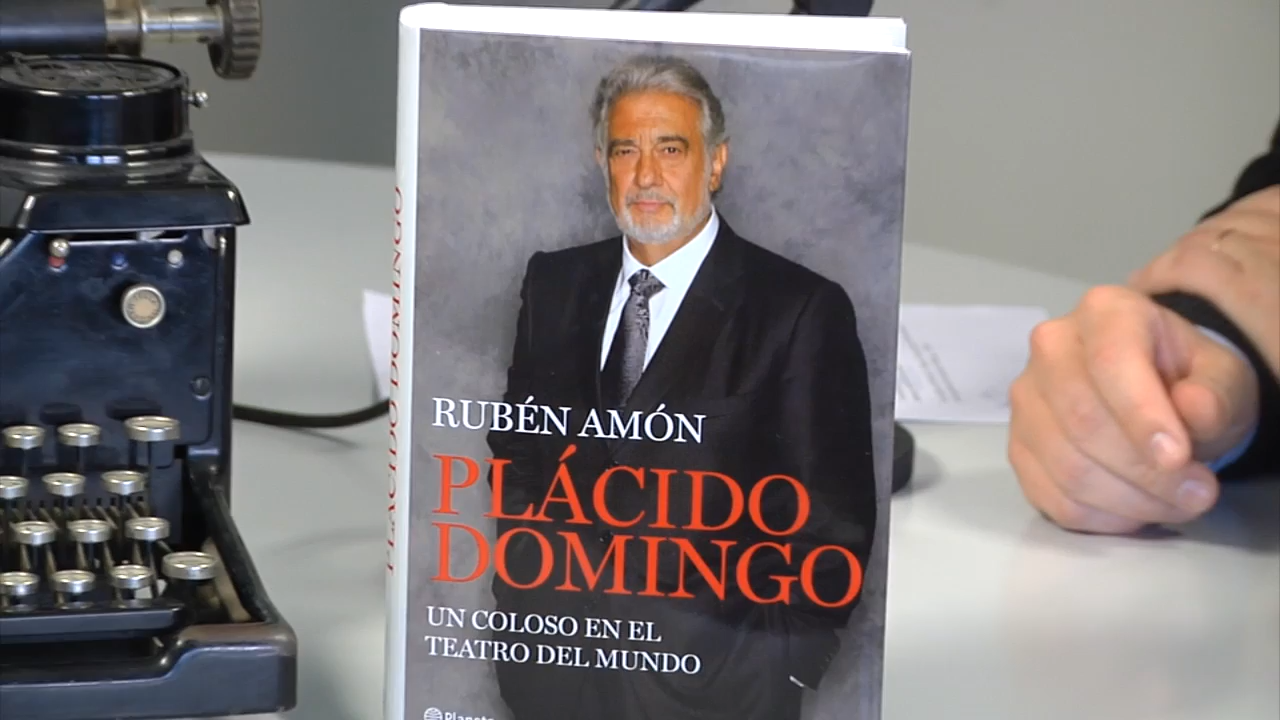 PLÁCIDO DOMINGO
RUBÉN AMÓN
PLÁCIDO
DOMINGO
UN COLOSO EN EL
TEATRO DEL MUNDO